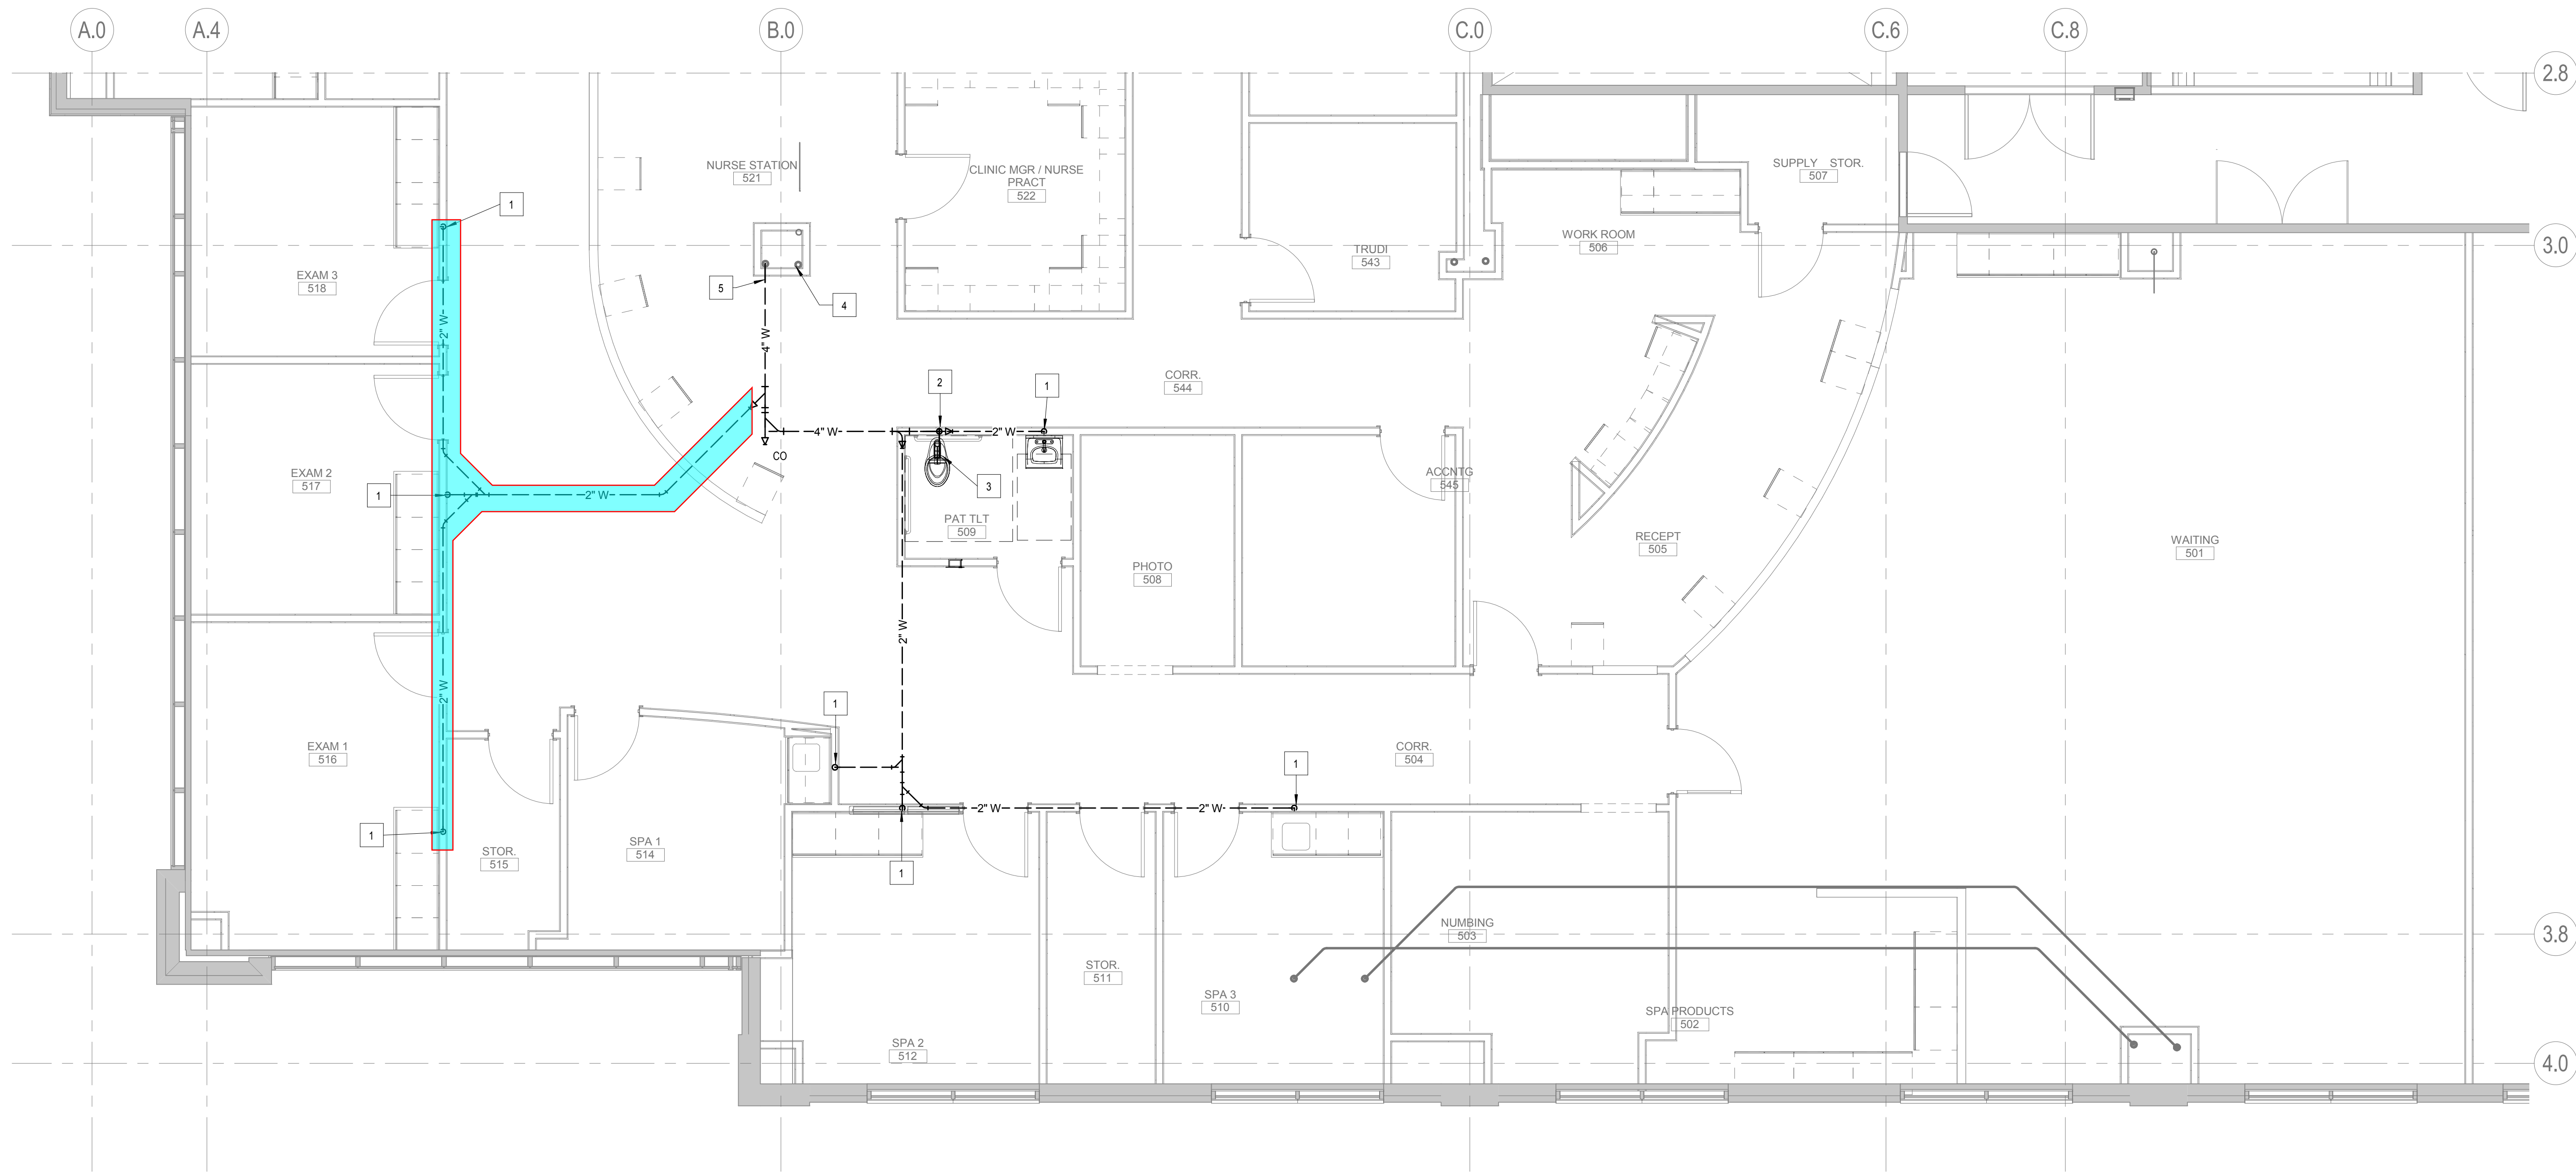 A.0
A.4
B.0
C.0
C.6
C.8
2.8
NURSE STATION
521
CLINIC MGR / NURSE
PRACT
522
SUPPLY STOR.
507
1
WORK ROOM
506
3.0
TRUDI
543
EXAM 3
518
5
4
2" W
4" W
CORR.
544
2
1
4" W
2" W
CO
EXAM 2
517
1
2" W
3
ACCNTG
545
PAT TLT
509
RECEPT
505
WAITING
501
PHOTO
508
2" W
2" W
1
EXAM 1
516
CORR.
504
1
2" W
2" W
1
STOR.
515
SPA 1
514
1
NUMBING
503
3.8
STOR.
511
SPA 3
510
SPA PRODUCTS
502
SPA 2
512
4.0